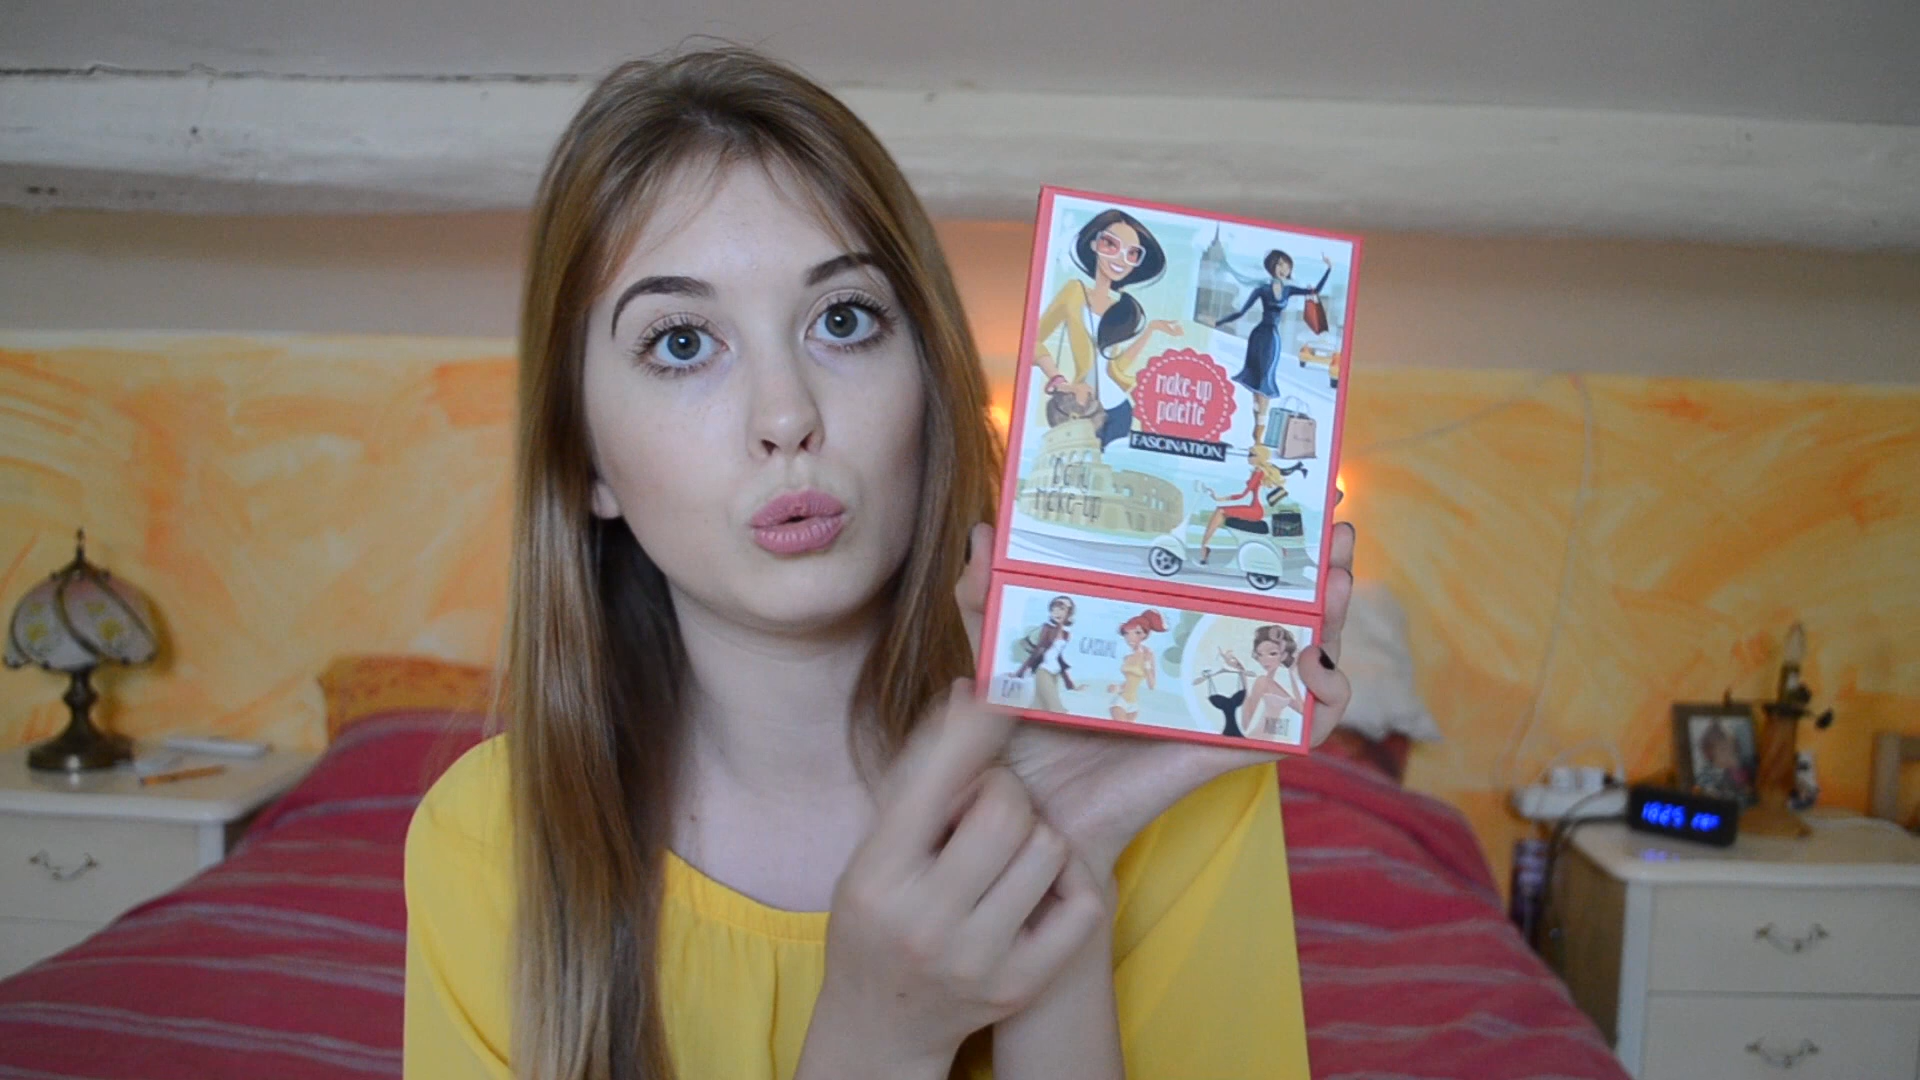 make-up
palette
FASCINATION
Daily
Make-up
CASUAL
DAY
NIGHT